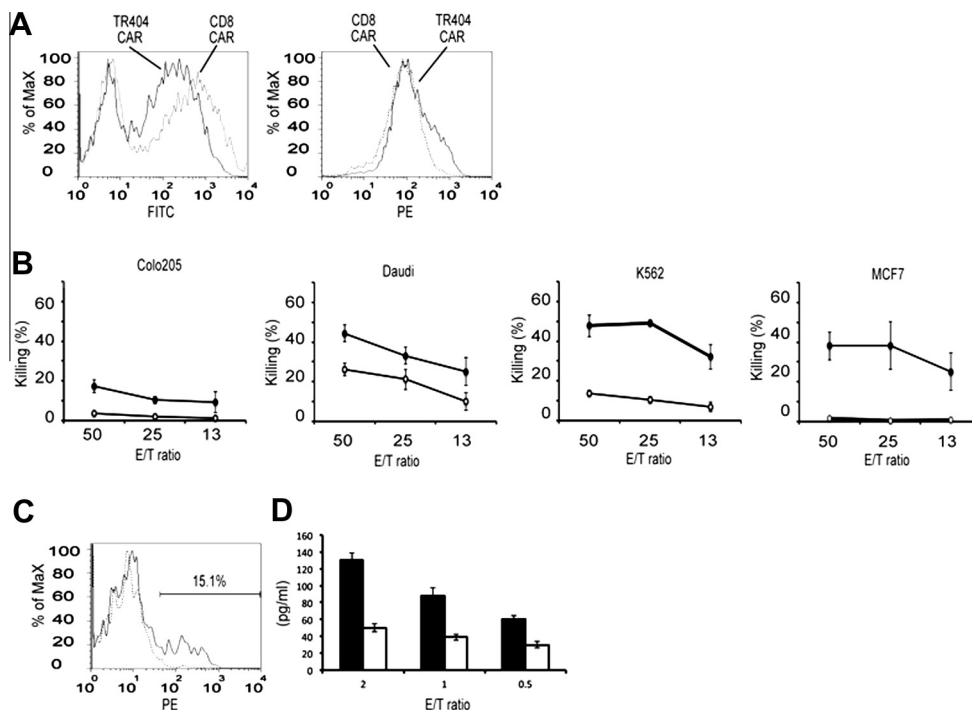 A
TR404 CAR
CD8 CAR
% of MaX
100
80
60
40
20
0
10⁰ 10¹ 10² 10³ 10⁴
FITC
CD8 CAR
TR404 CAR
% of MaX
100
80
60
40
20
0
10⁰ 10¹ 10² 10³ 10⁴
PE
B
Colo205
Killing (%)
60
40
20
0
50 25 13
E/T ratio
Daudi
Killing (%)
60
40
20
0
50 25 13
E/T ratio
K562
Killing (%)
60
40
20
0
50 25 13
E/T ratio
MCF7
Killing (%)
60
40
20
0
50 25 13
E/T ratio
C
% of MaX
100
80
60
40
20
0
15.1%
10⁰ 10¹ 10² 10³ 10⁴
PE
D
(pg/ml)
160
140
120
100
80
60
40
20
0
2 1 0.5
E/T ratio